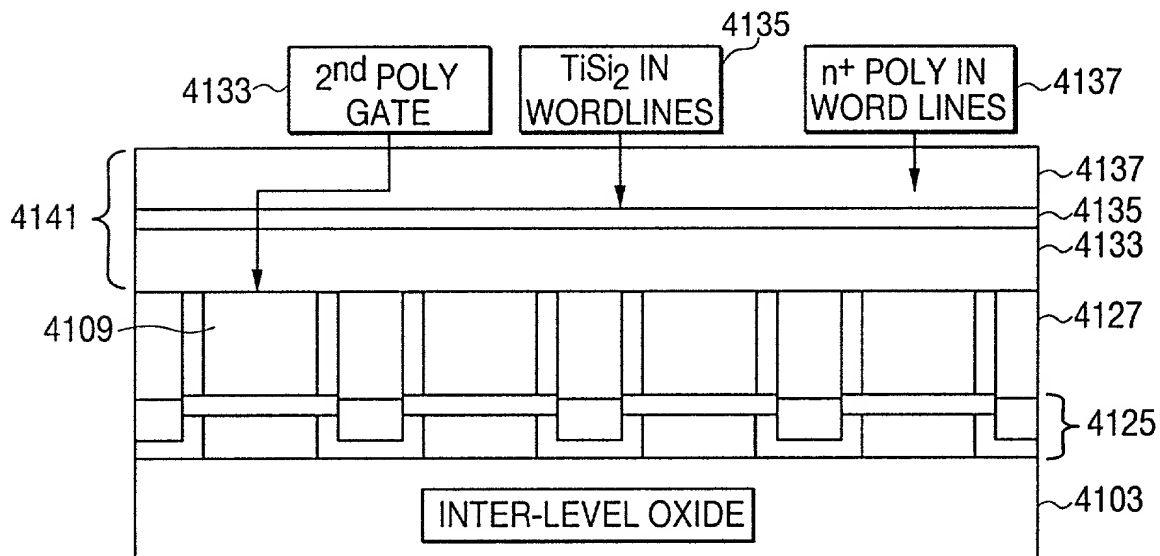 4135
4133
2nd POLY
GATE
TiSi2 IN
WORDLINES
n+ POLY IN
WORD LINES
4137
4137
4141
4135
4133
4109
4127
4125
4103
INTER-LEVEL OXIDE